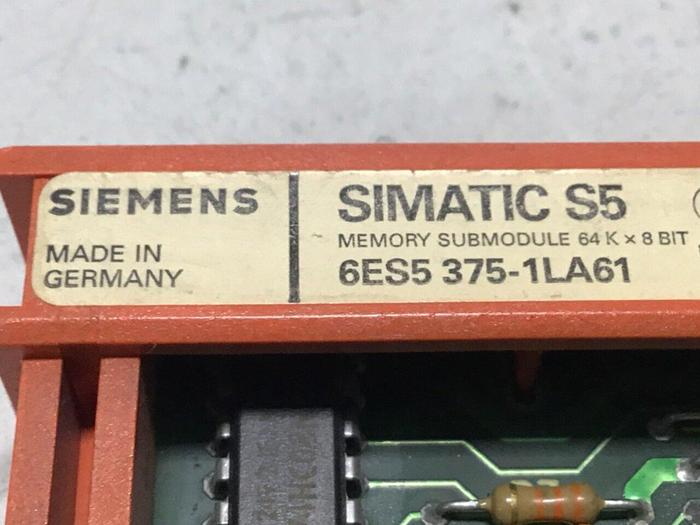 SIEMENS
MADE IN
GERMANY
SIMATIC S5
MEMORY SUBMODULE 64 K × 8 BIT
6ES5 375-1LA61